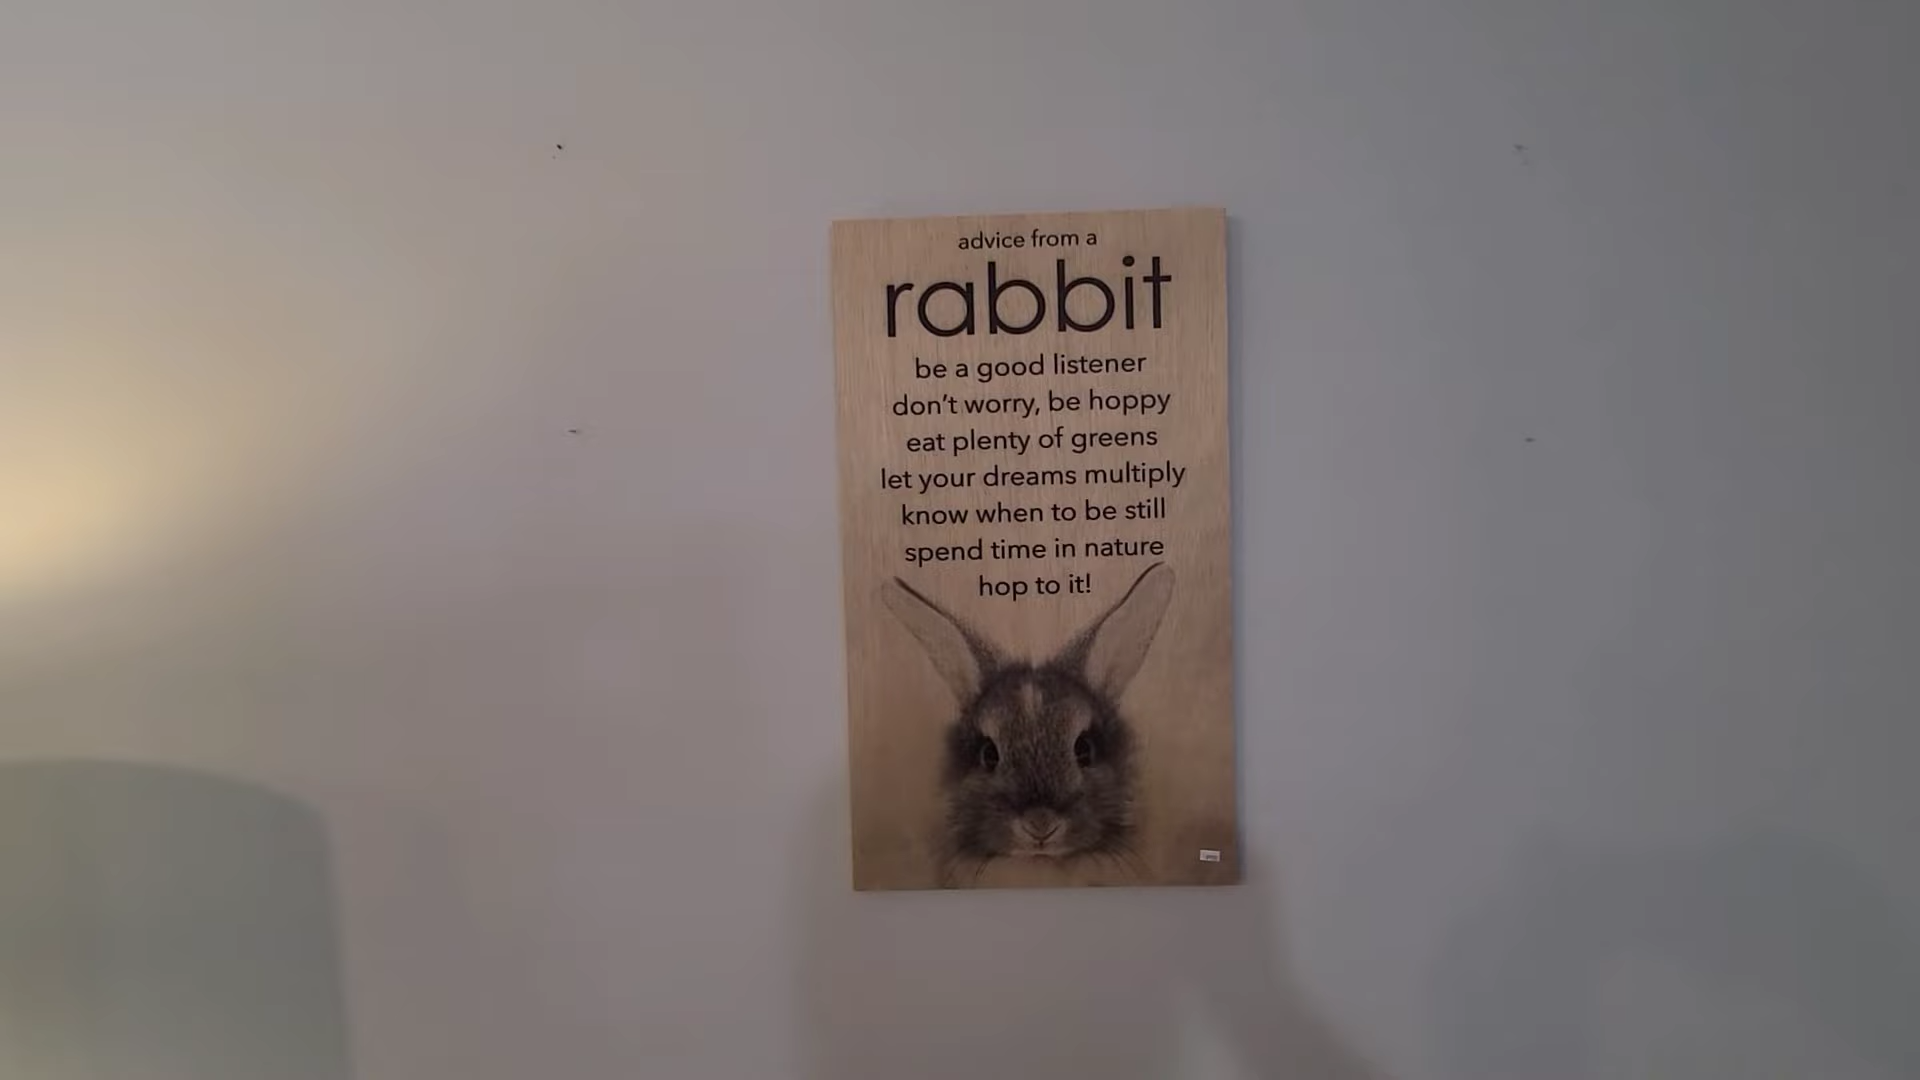 advice from a
rabbit
be a good listener
don't worry, be hoppy
eat plenty of greens
let your dreams multiply
know when to be still
spend time in nature
hop to it!